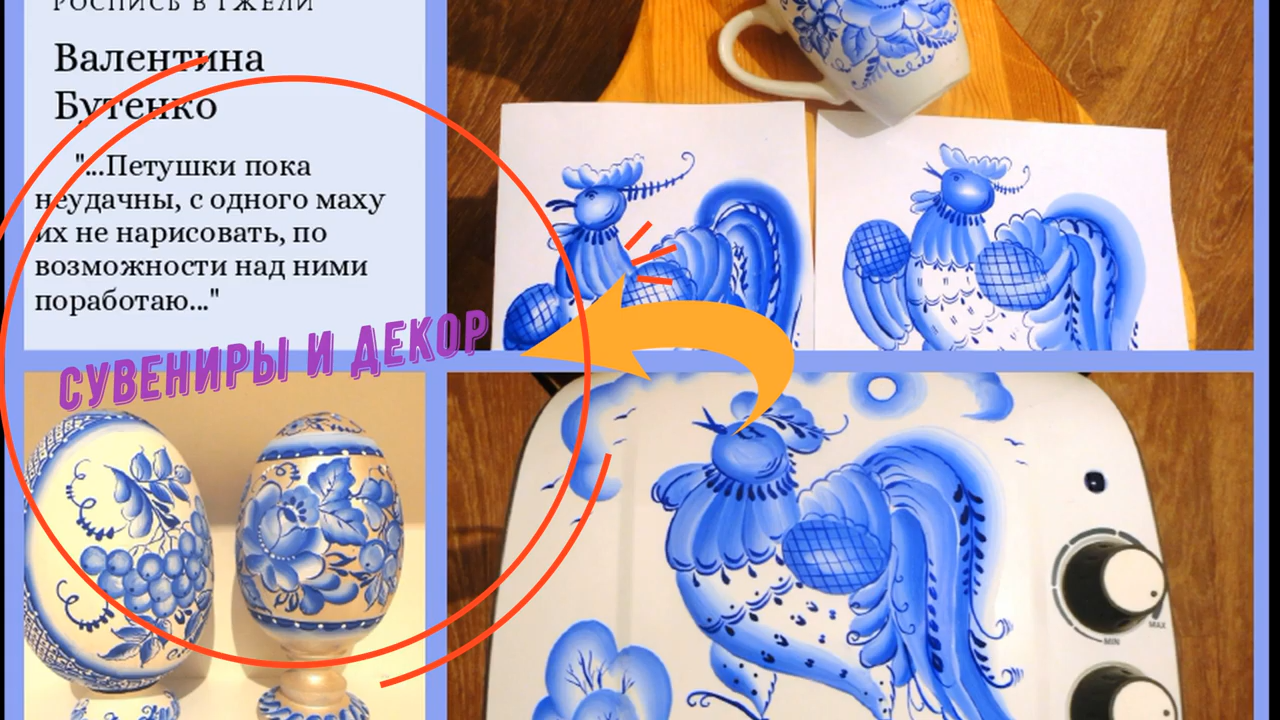 РОСПИСЬ В ГЖЕЛИ
Валентина
Бутенко
"...Петушки пока
неудачны, с одного маху
их не нарисовать, по
возможности над ними
поработаю..."
СУВЕНИРЫ И ДЕКОР
MIN
MAX